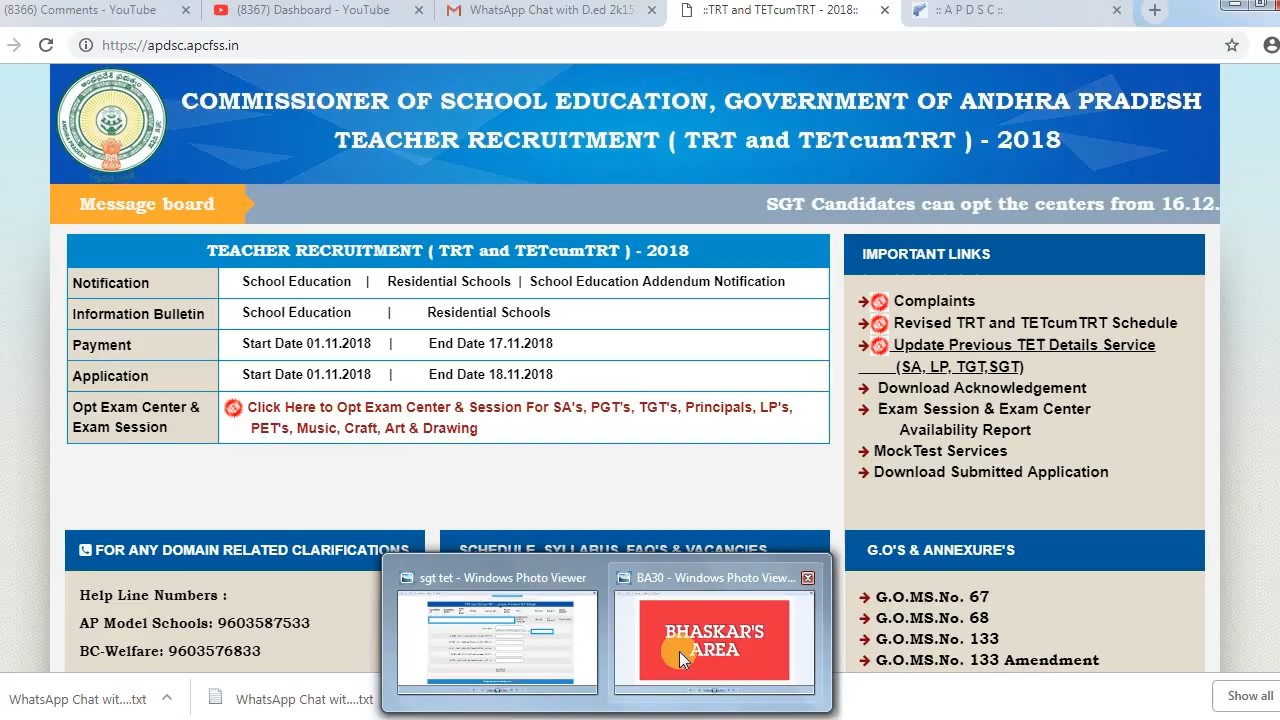 (8366) Comments - YouTube
(8367) Dashboard - YouTube
WhatsApp Chat with D.ed 2k15
::TRT and TETcumTRT - 2018::
:: A P D S C ::
https://apdsc.apcfss.in
COMMISSIONER OF SCHOOL EDUCATION, GOVERNMENT OF ANDHRA PRADESH
TEACHER RECRUITMENT ( TRT and TETcumTRT ) - 2018
Message board
SGT Candidates can opt the centers from 16.12.
TEACHER RECRUITMENT ( TRT and TETcumTRT ) - 2018
Notification
School Education | Residential Schools | School Education Addendum Notification
Information Bulletin
School Education | Residential Schools
Payment
Start Date 01.11.2018 | End Date 17.11.2018
Application
Start Date 01.11.2018 | End Date 18.11.2018
Opt Exam Center &
Exam Session
Click Here to Opt Exam Center & Session For SA's, PGT's, TGT's, Principals, LP's,
PET's, Music, Craft, Art & Drawing
IMPORTANT LINKS
Complaints
Revised TRT and TETcumTRT Schedule
Update Previous TET Details Service
(SA, LP, TGT,SGT)
Download Acknowledgement
Exam Session & Exam Center
Availability Report
MockTest Services
Download Submitted Application
FOR ANY DOMAIN RELATED CLARIFICATIONS
Help Line Numbers :
AP Model Schools: 9603587533
BC-Welfare: 9603576833
SCHEDULE, SYLLABUS, FAQ'S & VACANCIES
G.O'S & ANNEXURE'S
G.O.MS.No. 67
G.O.MS.No. 68
G.O.MS.No. 133
G.O.MS.No. 133 Amendment
sgt tet - Windows Photo Viewer
BA30 - Windows Photo View...
BHASKAR'S
AREA
WhatsApp Chat wit....txt
WhatsApp Chat wit....txt
Show all